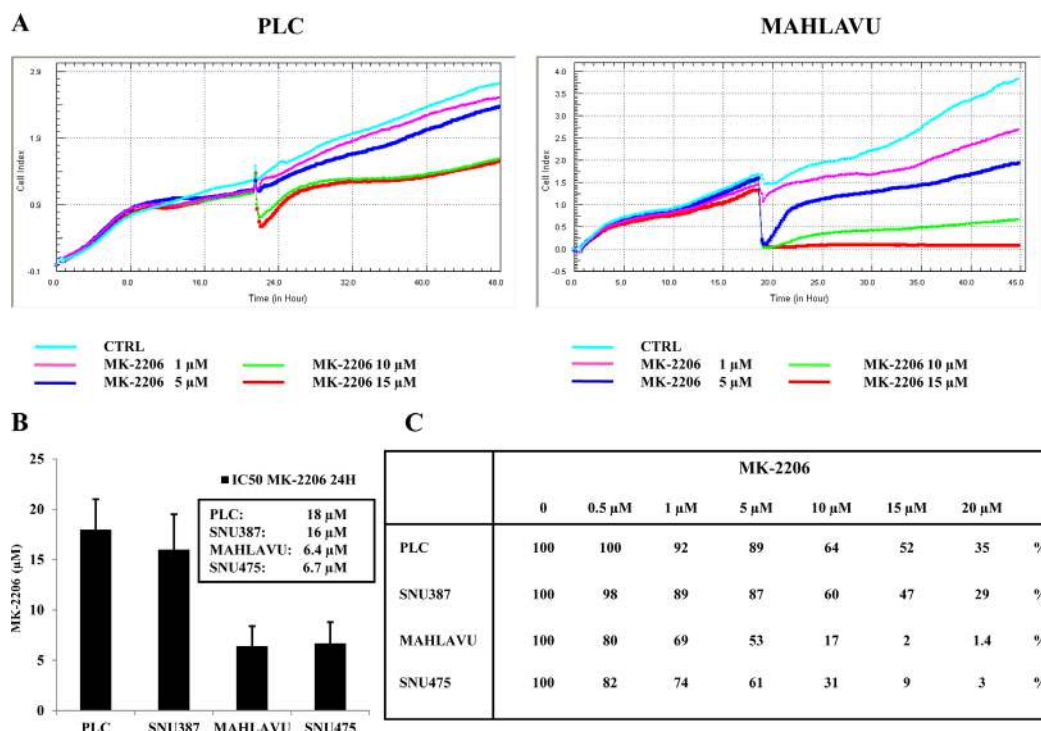 A
PLC
MAHLAVU
2.9
1.9
0.9
-0.1
Cell Index
0.0 8.0 16.0 24.0 32.0 40.0 48.0
Time (in Hour)
4.0
3.5
3.0
2.5
2.0
1.5
1.0
0.5
0.0
-0.5
Cell Index
0.0 5.0 10.0 15.0 20.0 25.0 30.0 35.0 40.0 45.0
Time (in Hour)
CTRL
MK-2206 1 µM MK-2206 10 µM
MK-2206 5 µM MK-2206 15 µM
CTRL
MK-2206 1 µM MK-2206 10 µM
MK-2206 5 µM MK-2206 15 µM
B
25
20
15
10
5
0
MK-2206 (µM)
IC50 MK-2206 24H
PLC: 18 µM
SNU387: 16 µM
MAHLAVU: 6.4 µM
SNU475: 6.7 µM
PLC SNU387 MAHLAVU SNU475
C
MK-2206
0 0.5 µM 1 µM 5 µM 10 µM 15 µM 20 µM
PLC 100 100 92 89 64 52 35 %
SNU387 100 98 89 87 60 47 29 %
MAHLAVU 100 80 69 53 17 2 1.4 %
SNU475 100 82 74 61 31 9 3 %